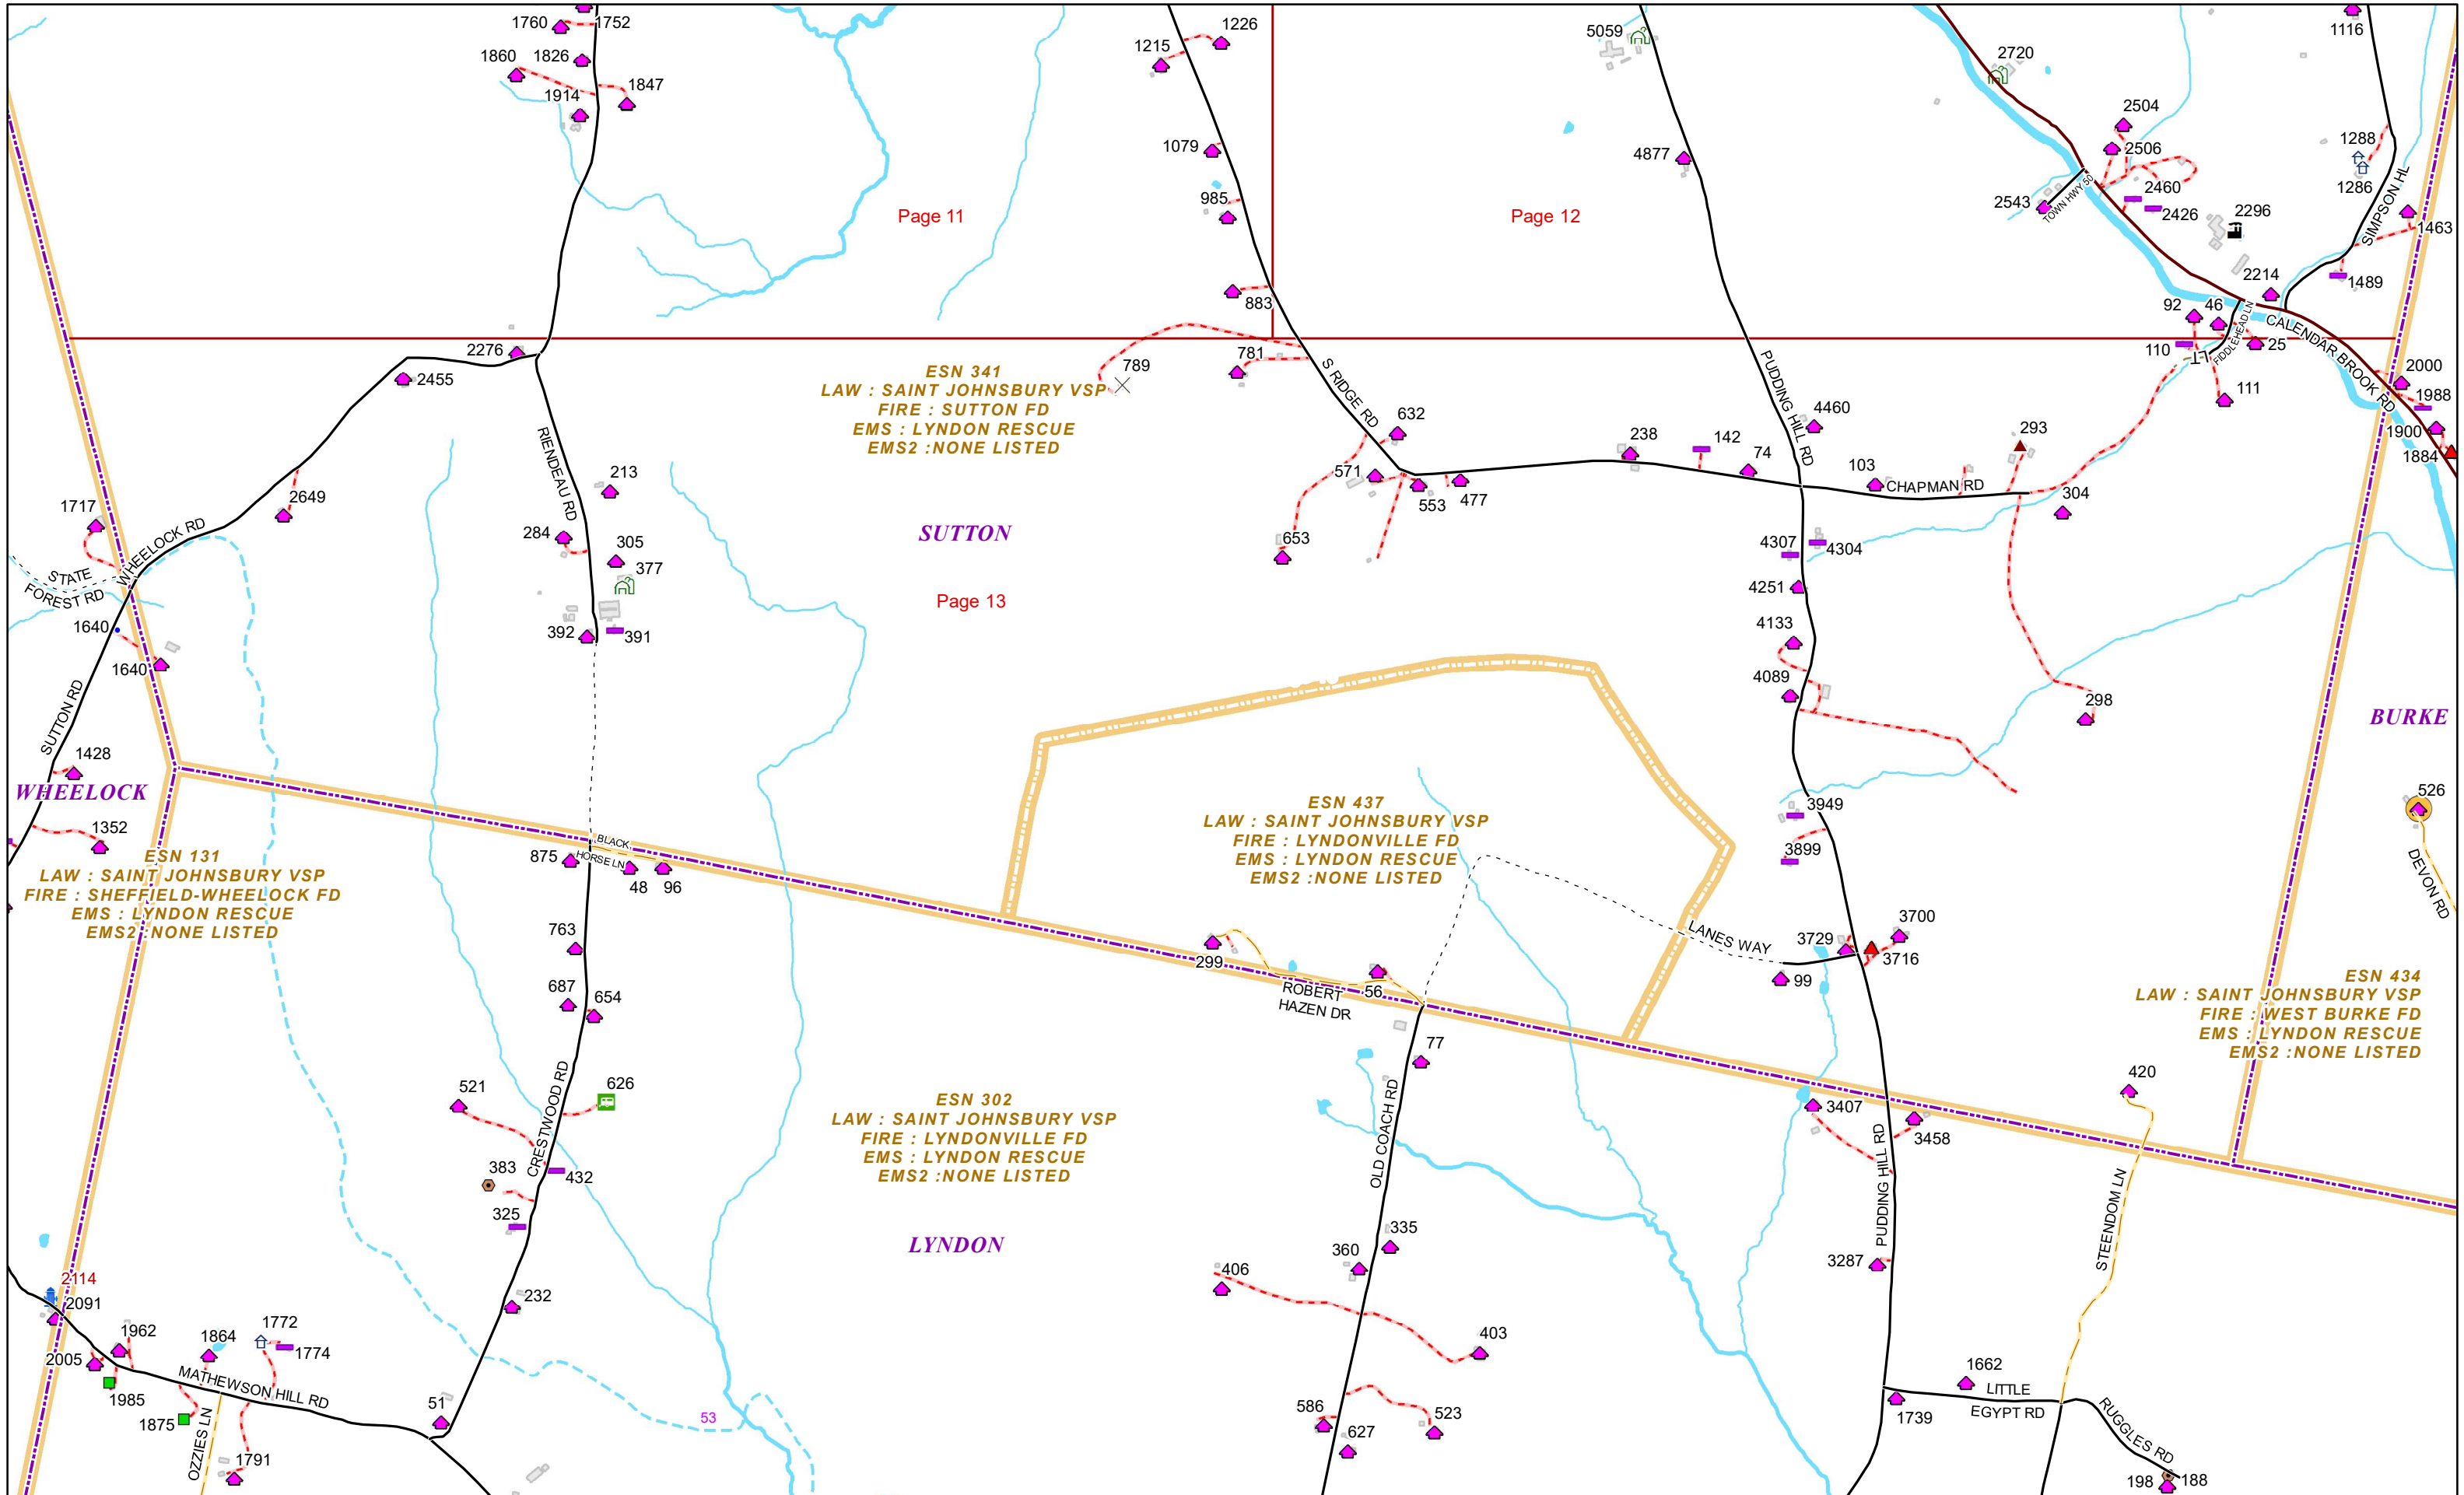 1760
1752
1860
1826
1847
1914
1226
1215
1079
985
883
5059
4877
2720
2504
2506
2543
TOWN HWY 50
2460
2426
2296
1116
1288
1286
SIMPSON HL
1463
1489
2214
92
46
FIDDLEHEAD LN
CALENDAR BROOK RD
110
LT
25
111
2000
1988
1900
1884
Page 11
Page 12
2276
2455
ESN 341
LAW : SAINT JOHNSBURY VSP
FIRE : SUTTON FD
EMS : LYNDON RESCUE
EMS2 :NONE LISTED
789
781
S RIDGE RD
632
571
553
477
653
238
142
74
PUDDING HILL RD
4460
103
CHAPMAN RD
293
304
RIENDEAU RD
213
284
305
377
392
391
2649
1717
WHEELOCK RD
STATE
FOREST RD
1640
1640
SUTTON RD
SUTTON
Page 13
4307
4304
4251
4133
4089
298
BURKE
1428
WHEELOCK
1352
ESN 131
LAW : SAINT JOHNSBURY VSP
FIRE : SHEFFIELD-WHEELOCK FD
EMS : LYNDON RESCUE
EMS2 :NONE LISTED
BLACK
HORSE LN
875
48
96
763
687
654
ESN 437
LAW : SAINT JOHNSBURY VSP
FIRE : LYNDONVILLE FD
EMS : LYNDON RESCUE
EMS2 :NONE LISTED
3949
3899
526
DEVON RD
LANES WAY
3729
3700
3716
99
299
ROBERT
HAZEN DR
56
77
ESN 434
LAW : SAINT JOHNSBURY VSP
FIRE : WEST BURKE FD
EMS : LYNDON RESCUE
EMS2 :NONE LISTED
521
626
CRESTWOOD RD
383
432
325
232
ESN 302
LAW : SAINT JOHNSBURY VSP
FIRE : LYNDONVILLE FD
EMS : LYNDON RESCUE
EMS2 :NONE LISTED
LYNDON
OLD COACH RD
3407
3458
PUDDING HILL RD
420
STEENDOM LN
335
360
406
403
3287
2114
2091
1962
2005
1985
1864
1772
1774
MATHEWSON HILL RD
1875
OZZIES LN
1791
51
53
586
627
523
1662
LITTLE
EGYPT RD
1739
RUGGLES RD
198
188